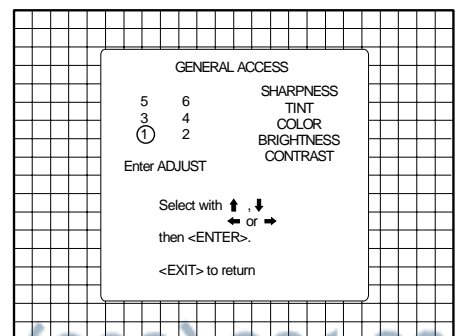 GENERAL ACCESS
5 6
3 4
1 2
SHARPNESS
TINT
COLOR
BRIGHTNESS
CONTRAST
Enter ADJUST
Select with ⬆ , ⬇
⬅ or ➡
then <ENTER>.
<EXIT> to return